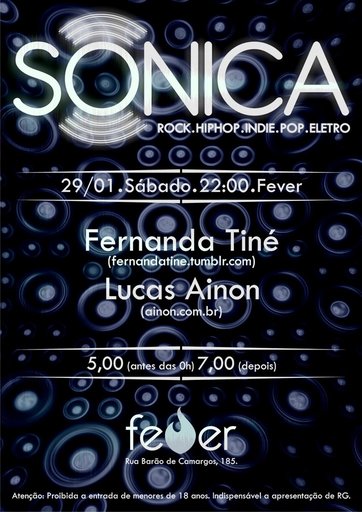 SONICA
ROCK.HIPHOP.INDIE.POP.ELETRO
29/01.Sábado.22:00.Fever
Fernanda Tiné
(fernandatine.tumblr.com)
Lucas Ainon
(ainon.com.br)
5,00 (antes das 0h) 7,00 (depois)
fever
Rua Barão de Camargos, 185.
Atenção: Proibida a entrada de menores de 18 anos. Indispensável a apresentação de RG.